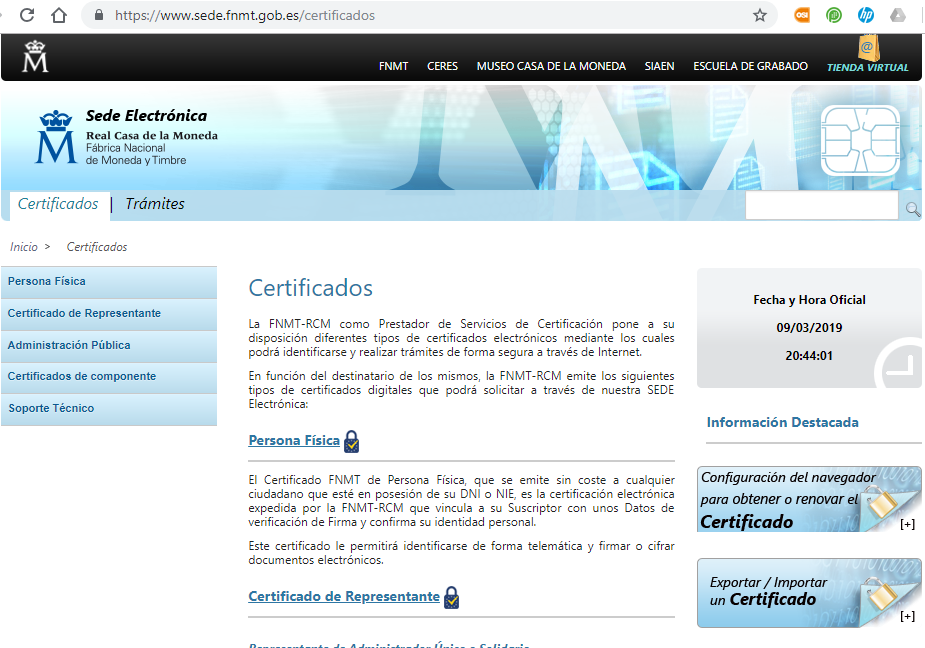 https://www.sede.fnmt.gob.es/certificados
OSI
hp
M
FNMT CERES MUSEO CASA DE LA MONEDA SIAEN ESCUELA DE GRABADO TIENDA VIRTUAL
@
Sede Electrónica
Real Casa de la Moneda
Fábrica Nacional
de Moneda y Timbre
Certificados | Trámites
Inicio > Certificados
Persona Física
Certificado de Representante
Administración Pública
Certificados de componente
Soporte Técnico
Certificados
La FNMT-RCM como Prestador de Servicios de Certificación pone a su
disposición diferentes tipos de certificados electrónicos mediante los cuales
podrá identificarse y realizar trámites de forma segura a través de Internet.
En función del destinatario de los mismos, la FNMT-RCM emite los siguientes
tipos de certificados digitales que podrá solicitar a través de nuestra SEDE
Electrónica:
Persona Física
El Certificado FNMT de Persona Física, que se emite sin coste a cualquier
ciudadano que esté en posesión de su DNI o NIE, es la certificación electrónica
expedida por la FNMT-RCM que vincula a su Suscriptor con unos Datos de
verificación de Firma y confirma su identidad personal.
Este certificado le permitirá identificarse de forma telemática y firmar o cifrar
documentos electrónicos.
Certificado de Representante
Representante de Administrador Único o Solidario
Fecha y Hora Oficial
09/03/2019
20:44:01
Información Destacada
Configuración del navegador
para obtener o renovar el
Certificado
[+]
Exportar / Importar
un Certificado
[+]